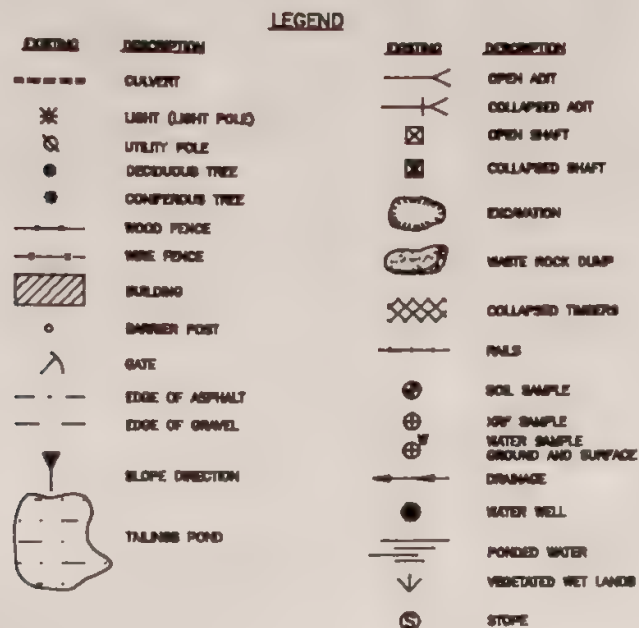 LEGEND
EXISTING DESCRIPTION
CULVERT
LIGHT (LIGHT POLE)
UTILITY POLE
DECIDUOUS TREE
CONIFEROUS TREE
WOOD FENCE
WIRE FENCE
BUILDING
BARRIER POST
GATE
EDGE OF ASPHALT
EDGE OF GRAVEL
SLOPE DIRECTION
TAILINGS POND
EXISTING DESCRIPTION
OPEN ADIT
COLLAPSED ADIT
OPEN SHAFT
COLLAPSED SHAFT
EXCAVATION
WASTE ROCK DUMP
COLLAPSED TIMBERS
RAILS
SOIL SAMPLE
XRF SAMPLE
W
WATER SAMPLE
GROUND AND SURFACE
DRAINAGE
WATER WELL
PONDED WATER
VEGETATED WET LANDS
S STOPE